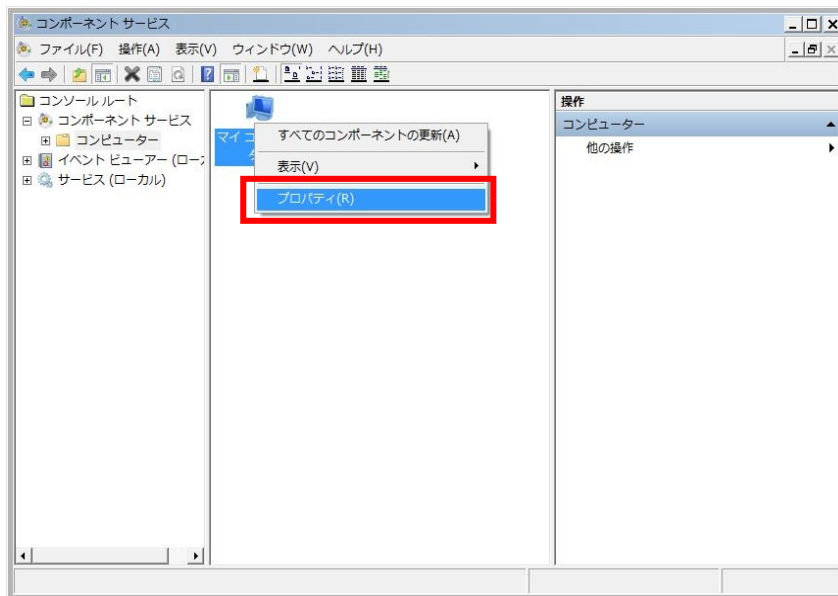 コンポーネント サービス
ファイル(F) 操作(A) 表示(V) ウィンドウ(W) ヘルプ(H)
コンソール ルート
コンポーネント サービス
コンピューター
イベント ビューアー (ロー
サービス (ローカル)
マイ コ
すべてのコンポーネントの更新(A)
表示(V)
プロパティ(R)
操作
コンピューター
他の操作